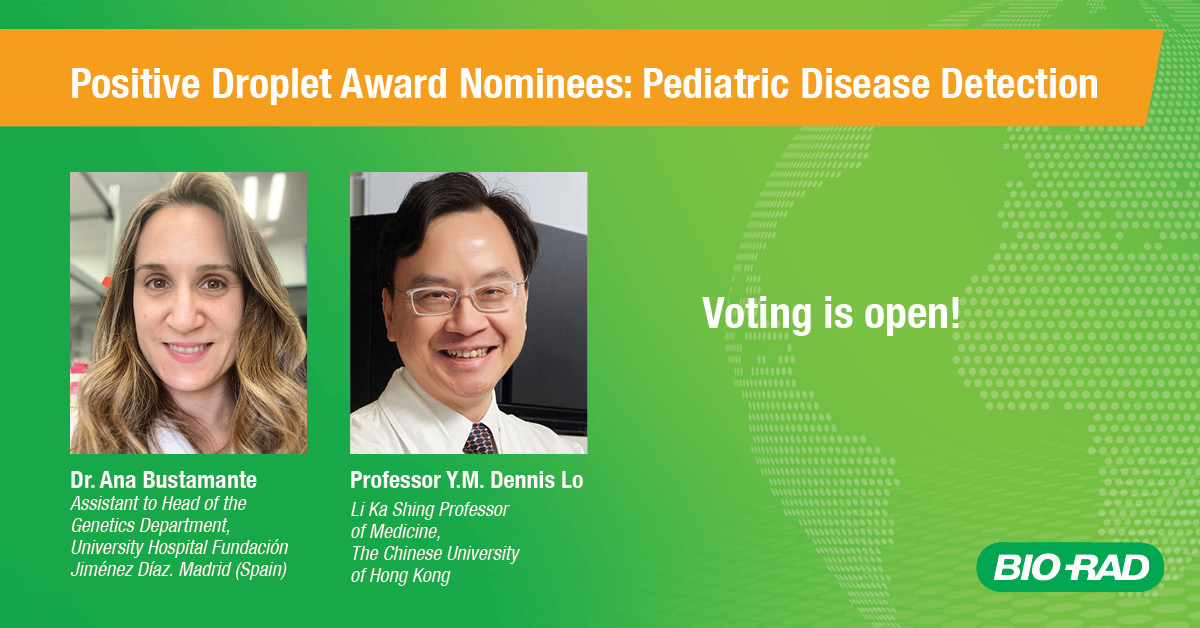 Positive Droplet Award Nominees: Pediatric Disease Detection
Voting is open!
Dr. Ana Bustamante
Assistant to Head of the
Genetics Department,
University Hospital Fundación
Jiménez Díaz. Madrid (Spain)
Professor Y.M. Dennis Lo
Li Ka Shing Professor
of Medicine,
The Chinese University
of Hong Kong
BIO-RAD